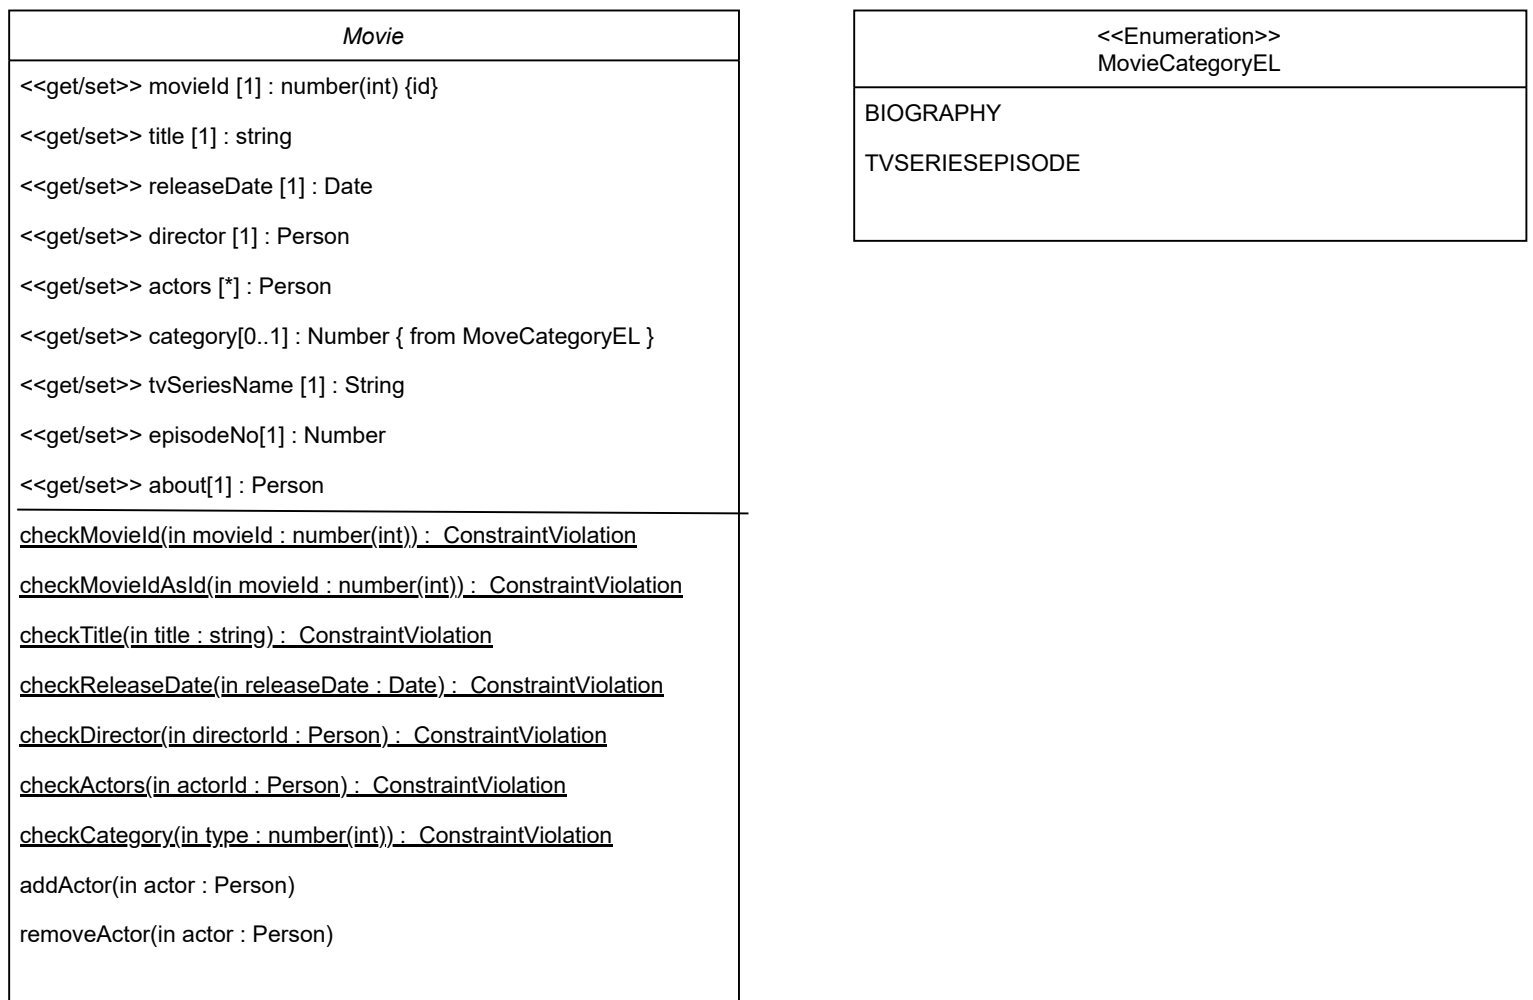 Movie
<<get/set>> movieId [1] : number(int) {id}
<<get/set>> title [1] : string
<<get/set>> releaseDate [1] : Date
<<get/set>> director [1] : Person
<<get/set>> actors [*] : Person
<<get/set>> category[0..1] : Number { from MoveCategoryEL }
<<get/set>> tvSeriesName [1] : String
<<get/set>> episodeNo[1] : Number
<<get/set>> about[1] : Person
checkMovieId(in movieId : number(int)) : ConstraintViolation
checkMovieIdAsId(in movieId : number(int)) : ConstraintViolation
checkTitle(in title : string) : ConstraintViolation
checkReleaseDate(in releaseDate : Date) : ConstraintViolation
checkDirector(in directorId : Person) : ConstraintViolation
checkActors(in actorId : Person) : ConstraintViolation
checkCategory(in type : number(int)) : ConstraintViolation
addActor(in actor : Person)
removeActor(in actor : Person)
<<Enumeration>>
MovieCategoryEL
BIOGRAPHY
TVSERIESEPISODE